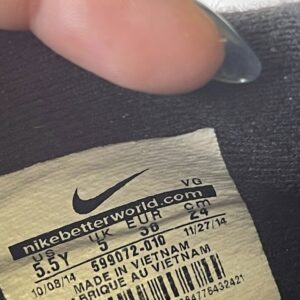 VG
nikebetterworld.com
US UK EUR cm
5.5Y 5 38 24
10/08/14 599072-010 11/27/14
MADE IN VIETNAM
FABRIQUE AU VIETNAM